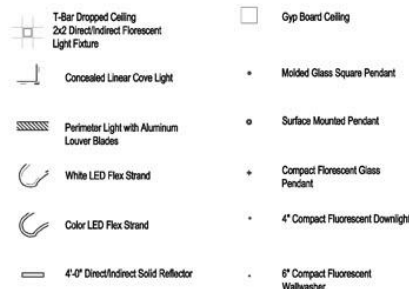 T-Bar Dropped Ceiling
2x2 Direct/Indirect Florescent
Light Fixture
Concealed Linear Cove Light
Perimeter Light with Aluminum
Louver Blades
White LED Flex Strand
Color LED Flex Strand
4'-0" Direct/Indirect Solid Reflector
Gyp Board Ceiling
Molded Glass Square Pendant
Surface Mounted Pendant
Compact Florescent Glass
Pendant
4" Compact Fluorescent Downlight
6" Compact Fluorescent
Wallwasher